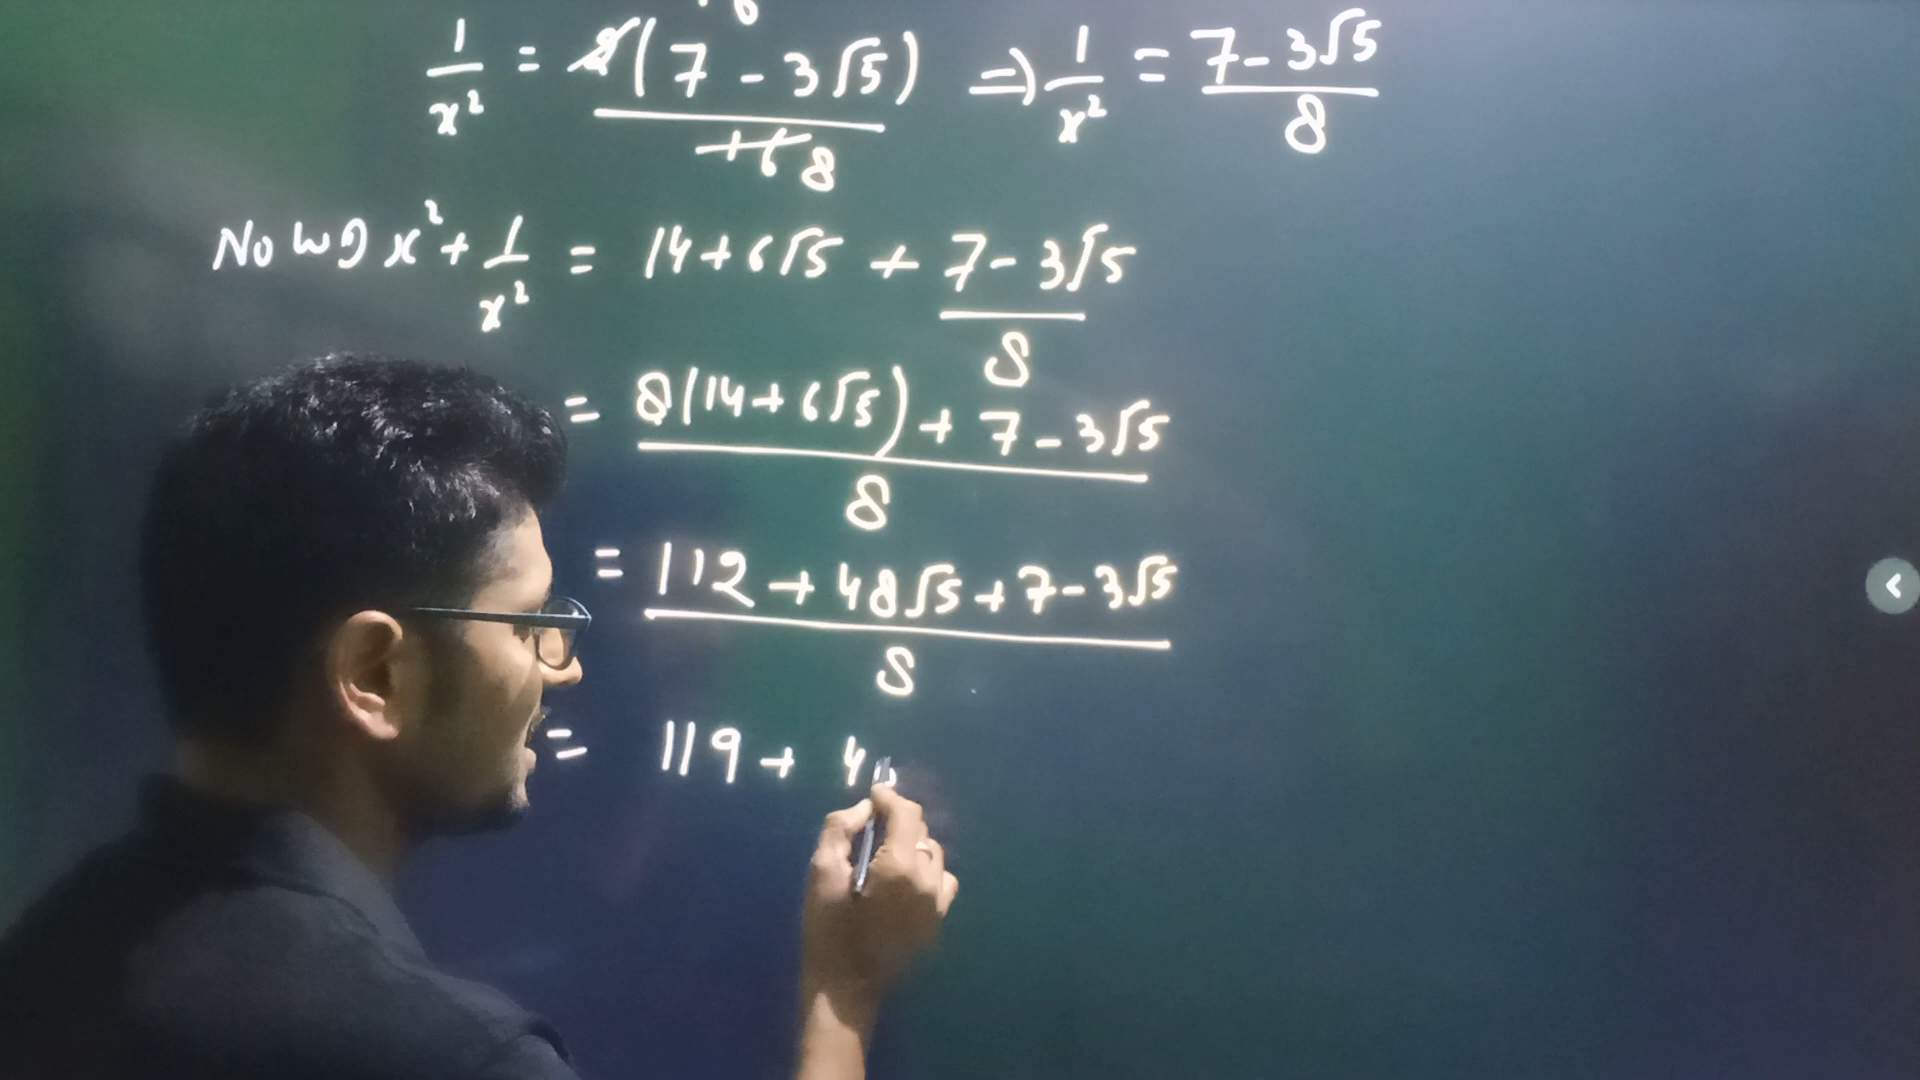 1/x² = 2(7 - 3√5)/16 8 ⇒ 1/x² = 7 - 3√5/8
Now, x² + 1/x² = 14 + 6√5 + 7 - 3√5/8
= 8(14 + 6√5) + 7 - 3√5/8
= 112 + 48√5 + 7 - 3√5/8
= 119 + 4